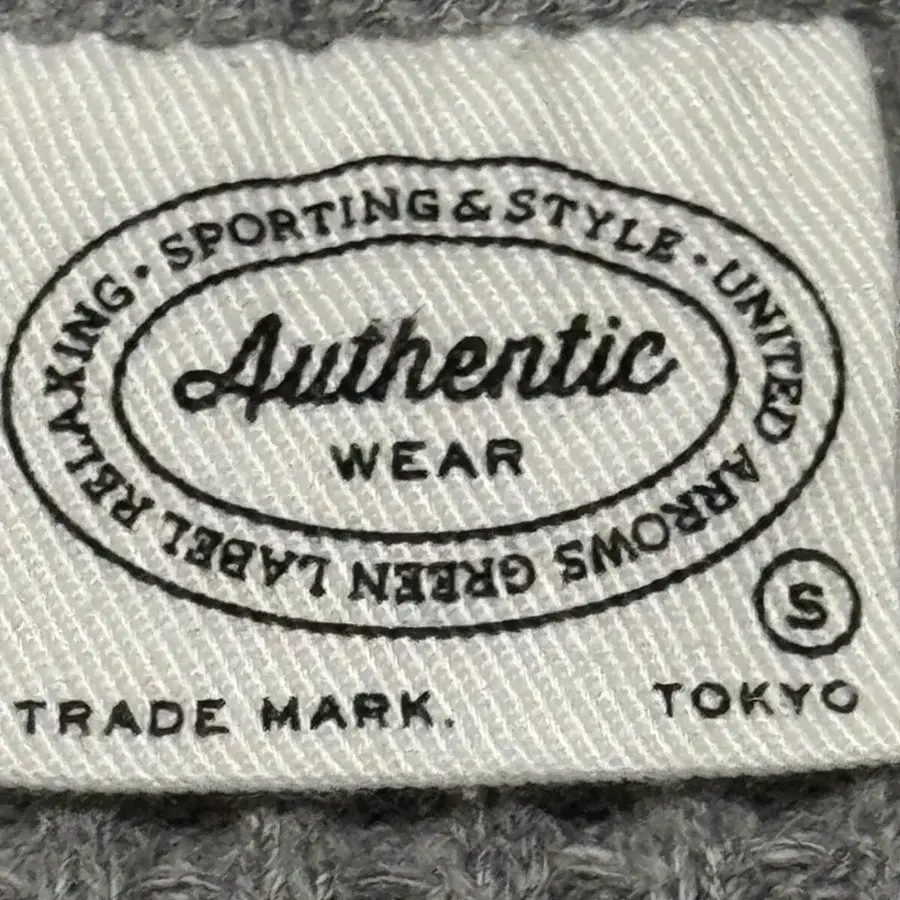 SPORTING & STYLE · UNITED ARROWS GREEN LABEL RELAXING ·
Authentic
WEAR
S
TRADE MARK. TOKYO